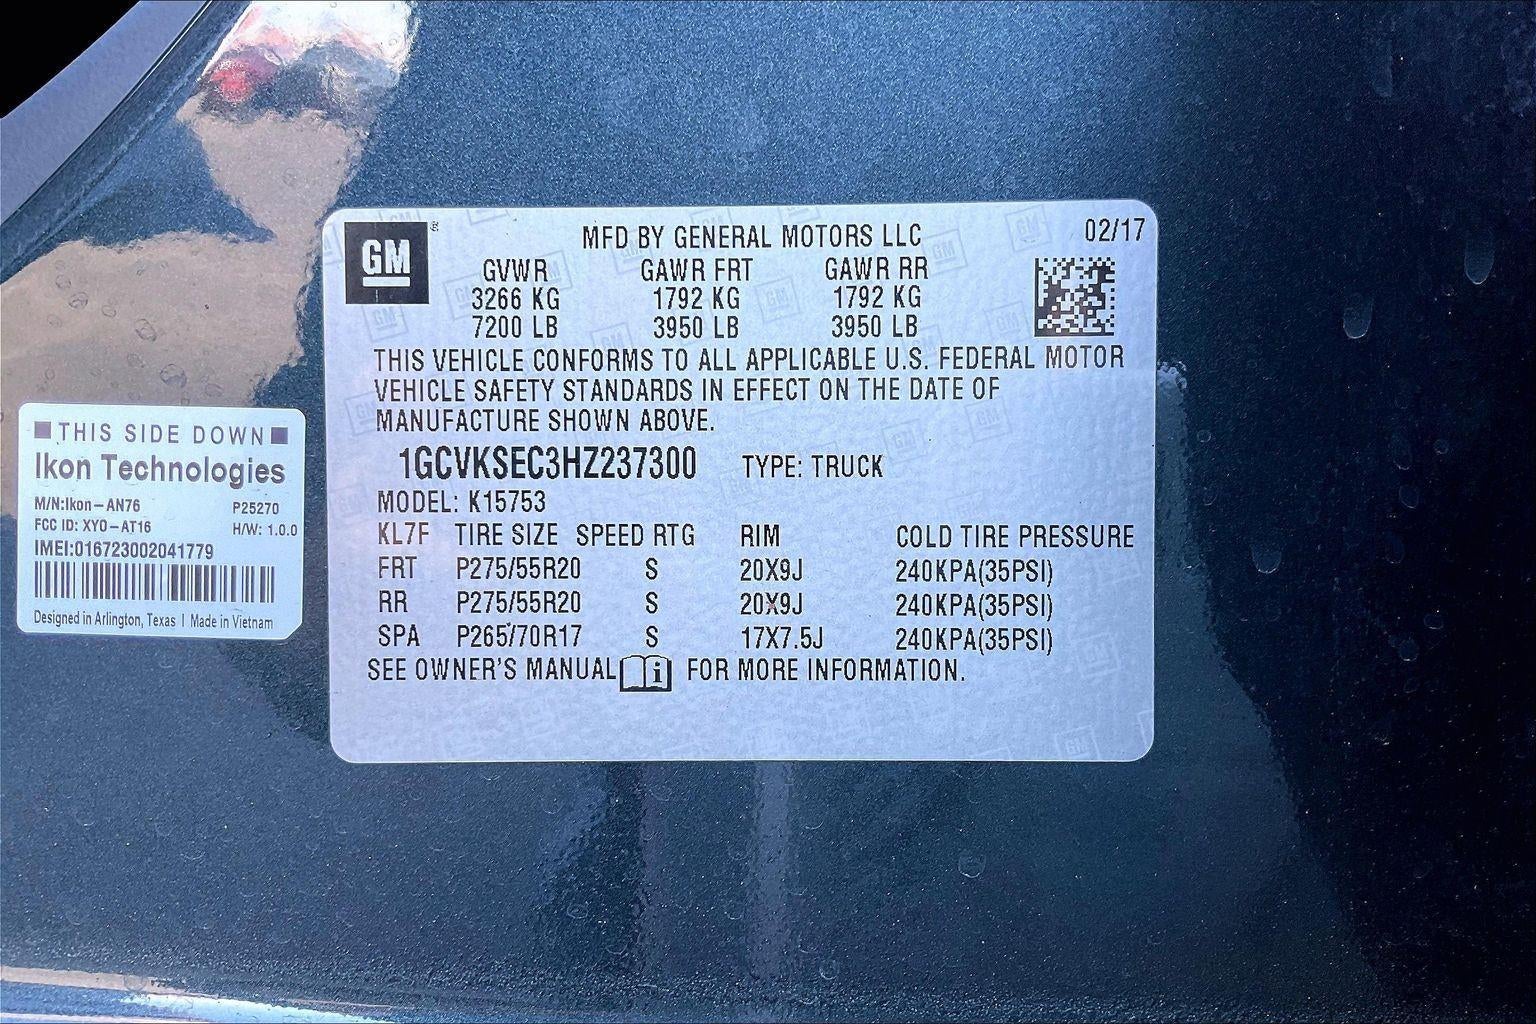 THIS SIDE DOWN
Ikon Technologies
M/N:Ikon-AN76 P25270
FCC ID: XYO-AT16 H/W: 1.0.0
IMEI:016723002041779
Designed in Arlington, Texas | Made in Vietnam
GM ®
MFD BY GENERAL MOTORS LLC 02/17
GVWR GAWR FRT GAWR RR
3266 KG 1792 KG 1792 KG
7200 LB 3950 LB 3950 LB
THIS VEHICLE CONFORMS TO ALL APPLICABLE U.S. FEDERAL MOTOR
VEHICLE SAFETY STANDARDS IN EFFECT ON THE DATE OF
MANUFACTURE SHOWN ABOVE.
1GCVKSEC3HZ237300 TYPE: TRUCK
MODEL: K15753
KL7F TIRE SIZE SPEED RTG RIM COLD TIRE PRESSURE
FRT P275/55R20 S 20X9J 240KPA(35PSI)
RR P275/55R20 S 20X9J 240KPA(35PSI)
SPA P265/70R17 S 17X7.5J 240KPA(35PSI)
SEE OWNER'S MANUAL i FOR MORE INFORMATION.